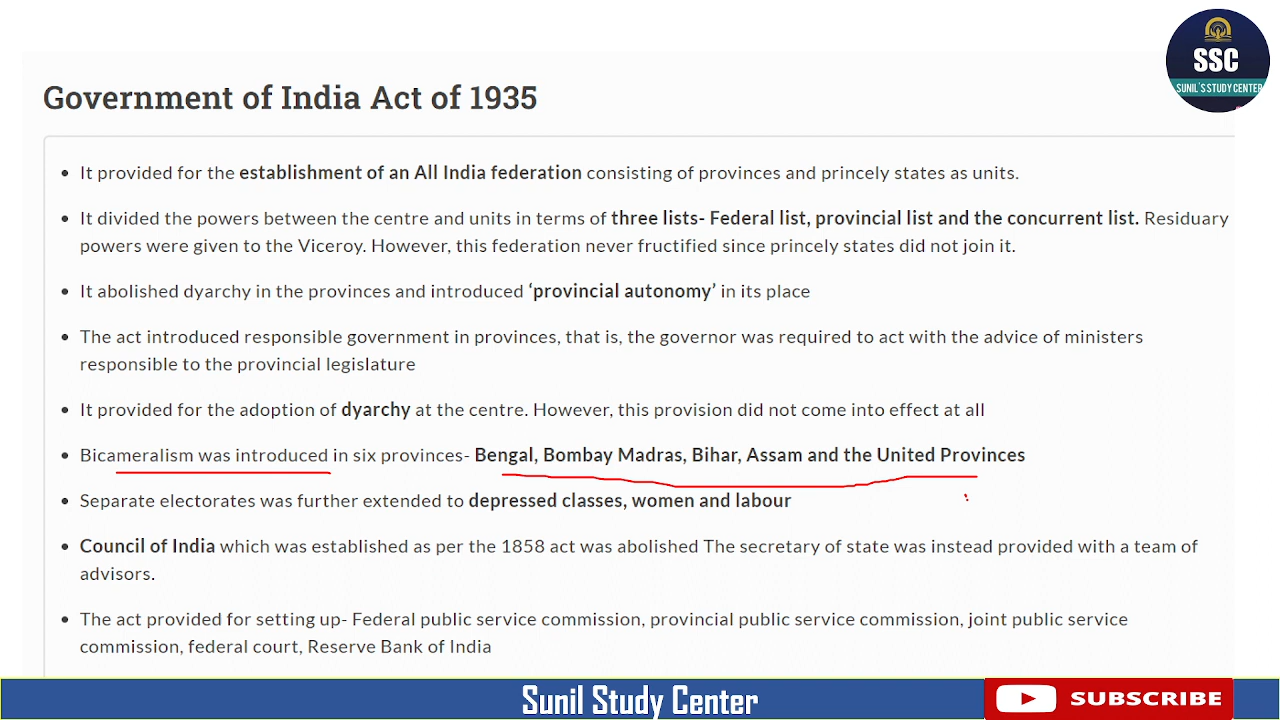 SSC
SUNIL'S STUDY CENTER
Government of India Act of 1935
• It provided for the establishment of an All India federation consisting of provinces and princely states as units.
• It divided the powers between the centre and units in terms of three lists- Federal list, provincial list and the concurrent list. Residuary
powers were given to the Viceroy. However, this federation never fructified since princely states did not join it.
• It abolished dyarchy in the provinces and introduced ‘provincial autonomy’ in its place
• The act introduced responsible government in provinces, that is, the governor was required to act with the advice of ministers
responsible to the provincial legislature
• It provided for the adoption of dyarchy at the centre. However, this provision did not come into effect at all
• Bicameralism was introduced in six provinces- Bengal, Bombay Madras, Bihar, Assam and the United Provinces
• Separate electorates was further extended to depressed classes, women and labour
• Council of India which was established as per the 1858 act was abolished The secretary of state was instead provided with a team of
advisors.
• The act provided for setting up- Federal public service commission, provincial public service commission, joint public service
commission, federal court, Reserve Bank of India
Sunil Study Center
SUBSCRIBE